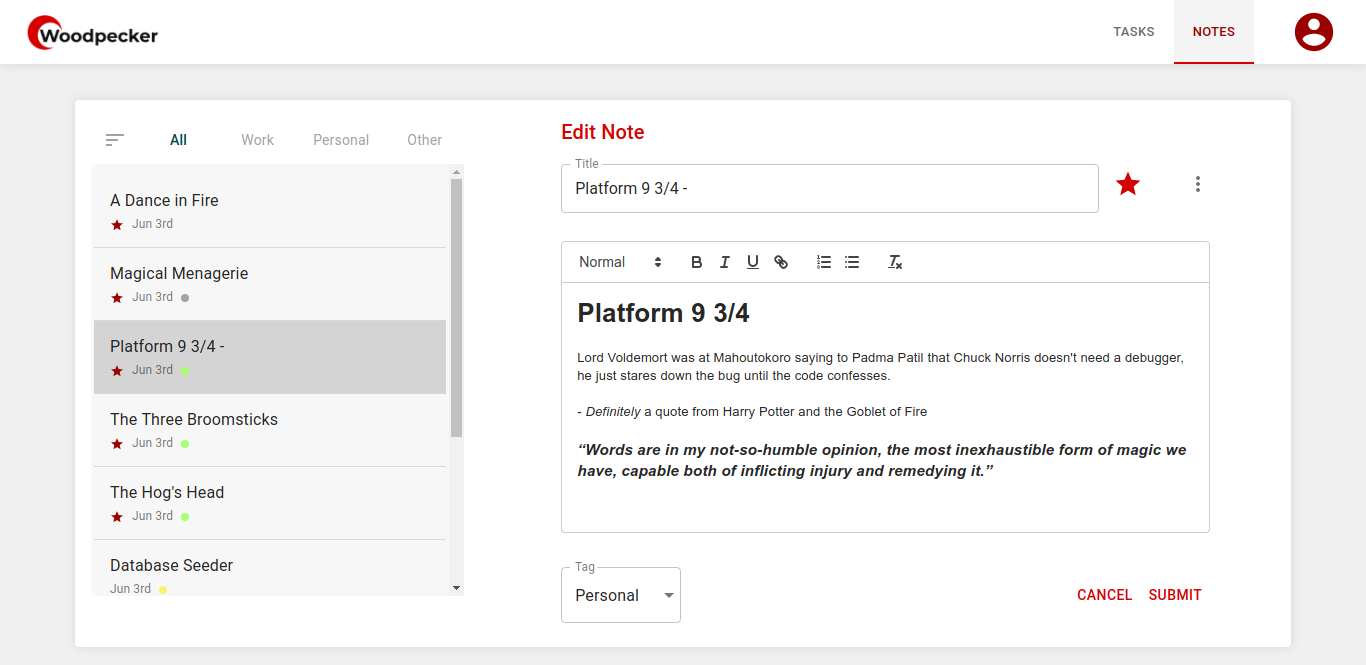 Woodpecker
TASKS
NOTES
All
Work
Personal
Other
A Dance in Fire
Jun 3rd
Magical Menagerie
Jun 3rd
Platform 9 3/4 -
Jun 3rd
The Three Broomsticks
Jun 3rd
The Hog's Head
Jun 3rd
Database Seeder
Jun 3rd
Edit Note
Title
Platform 9 3/4 -
Normal
B I U
Platform 9 3/4
Lord Voldemort was at Mahoutokoro saying to Padma Patil that Chuck Norris doesn't need a debugger,
he just stares down the bug until the code confesses.
- Definitely a quote from Harry Potter and the Goblet of Fire
“Words are in my not-so-humble opinion, the most inexhaustible form of magic we
have, capable both of inflicting injury and remedying it.”
Tag
Personal
CANCEL
SUBMIT